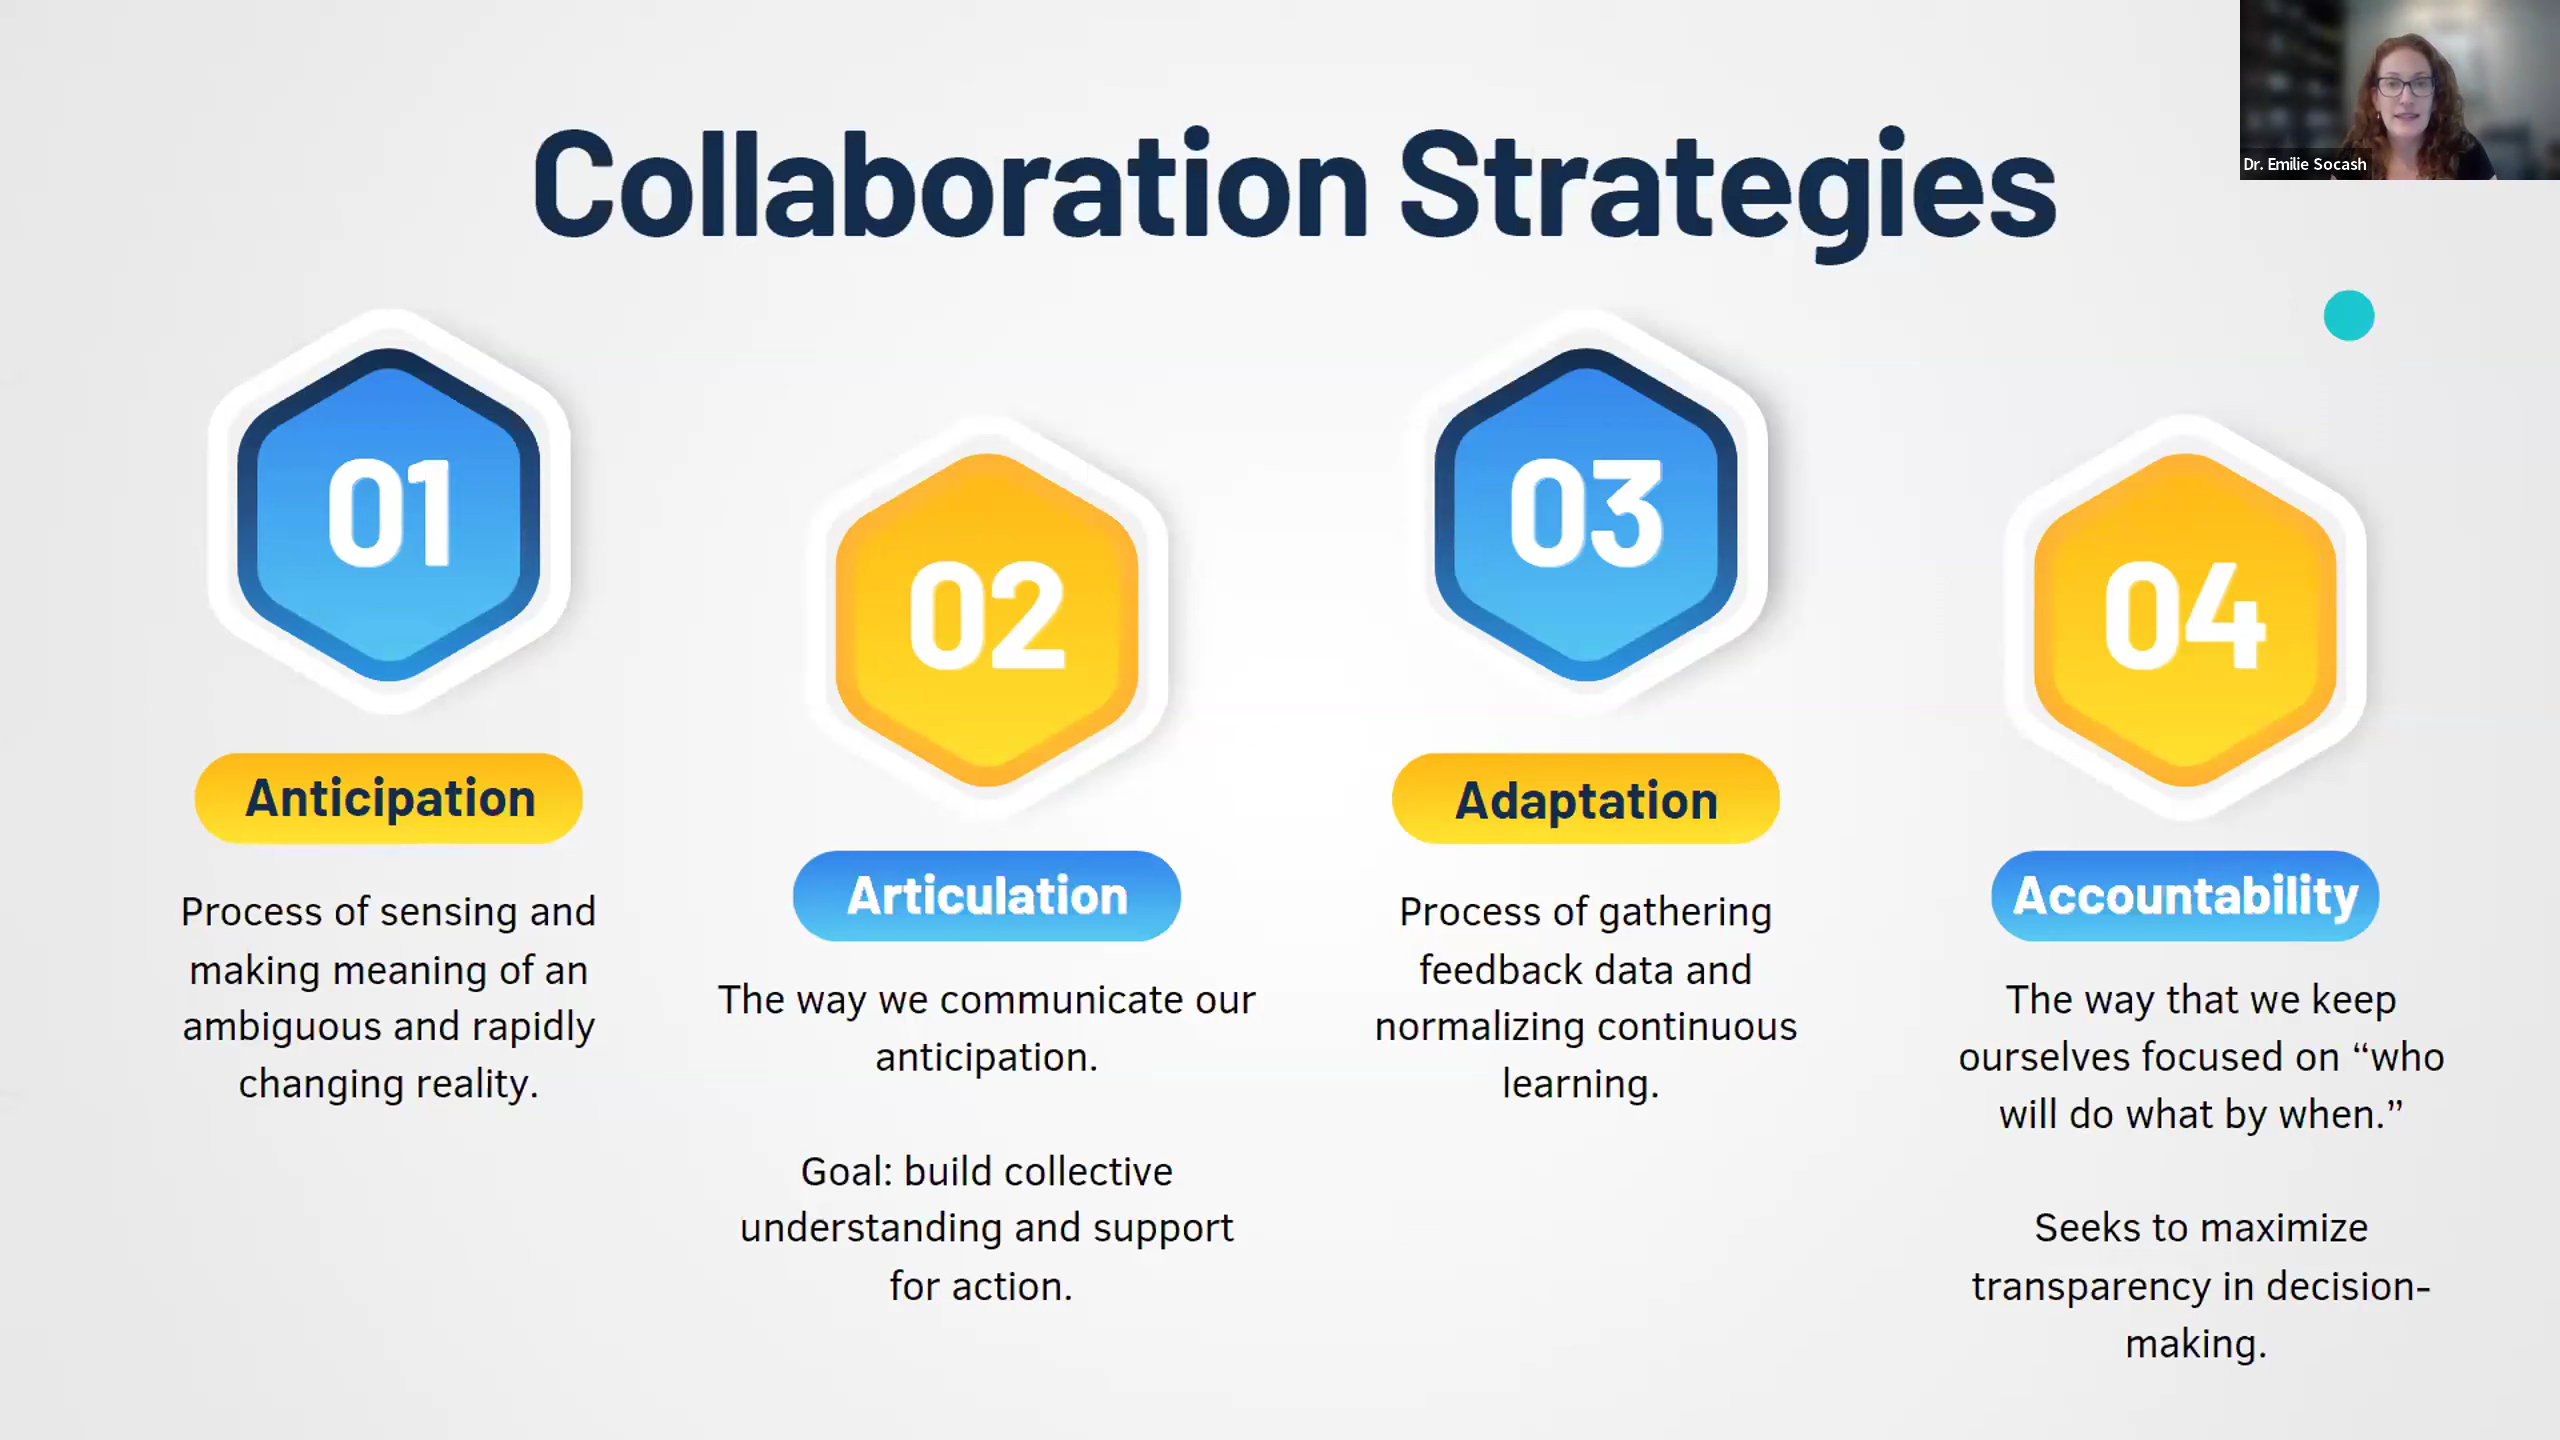 Dr. Emilie Socash
Collaboration Strategies
01
Anticipation
Process of sensing and
making meaning of an
ambiguous and rapidly
changing reality.
02
Articulation
The way we communicate our
anticipation.
Goal: build collective
understanding and support
for action.
03
Adaptation
Process of gathering
feedback data and
normalizing continuous
learning.
04
Accountability
The way that we keep
ourselves focused on “who
will do what by when.”
Seeks to maximize
transparency in decision-
making.